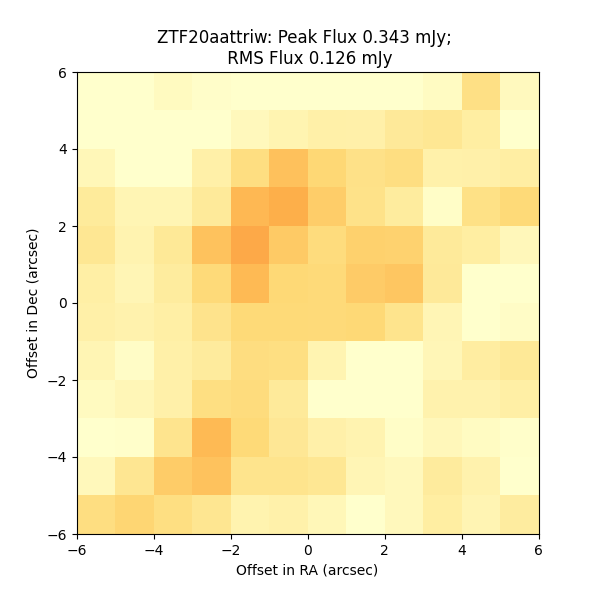 ZTF20aattriw: Peak Flux 0.343 mJy;
RMS Flux 0.126 mJy
6
4
2
0
−2
−4
−6
Offset in Dec (arcsec)
−6 −4 −2 0 2 4 6
Offset in RA (arcsec)